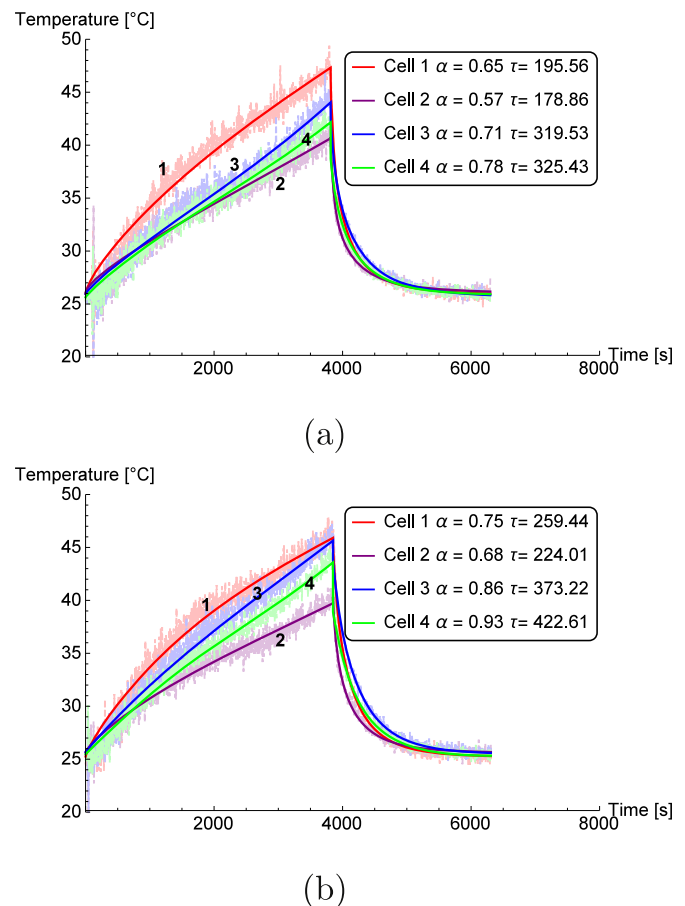 Temperature [°C]
50
45
40
35
30
25
20
2000
4000
6000
8000
Time [s]
1
3
4
2
Cell 1 α = 0.65 τ= 195.56
Cell 2 α = 0.57 τ= 178.86
Cell 3 α = 0.71 τ= 319.53
Cell 4 α = 0.78 τ= 325.43
(a)
Temperature [°C]
50
45
40
35
30
25
20
2000
4000
6000
8000
Time [s]
1
3
4
2
Cell 1 α = 0.75 τ= 259.44
Cell 2 α = 0.68 τ= 224.01
Cell 3 α = 0.86 τ= 373.22
Cell 4 α = 0.93 τ= 422.61
(b)